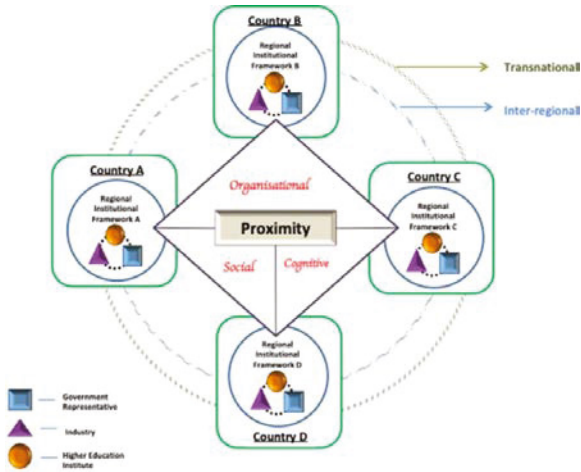 Country B
Regional
Institutional
Framework B
Transnational
Inter-regional
Country A
Regional
Institutional
Framework A
Organisational
Country C
Regional
Institutional
Framework C
Proximity
Social
Cognitive
Regional
Institutional
Framework D
Country D
Government
Representative
Industry
Higher Education
Institute